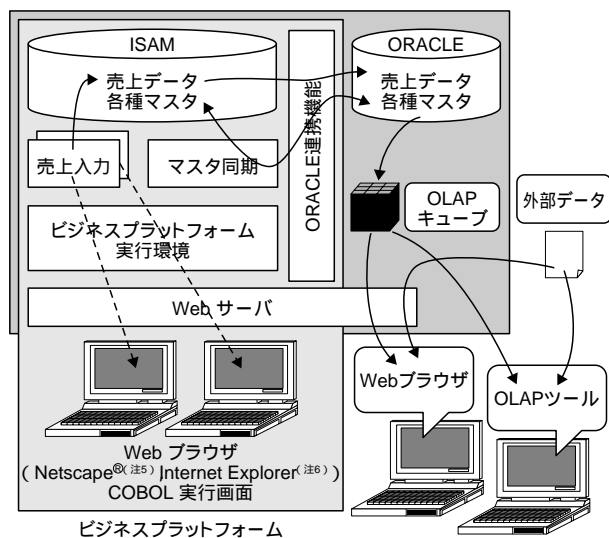 ISAM
売上データ
各種マスタ
ORACLE連携機能
ORACLE
売上データ
各種マスタ
売上入力
マスタ同期
OLAP
キューブ
外部データ
ビジネスプラットフォーム
実行環境
Web サーバ
Webブラウザ
OLAPツール
Web ブラウザ
(Netscape®(注5) Internet Explorer(注6))
COBOL 実行画面
ビジネスプラットフォーム